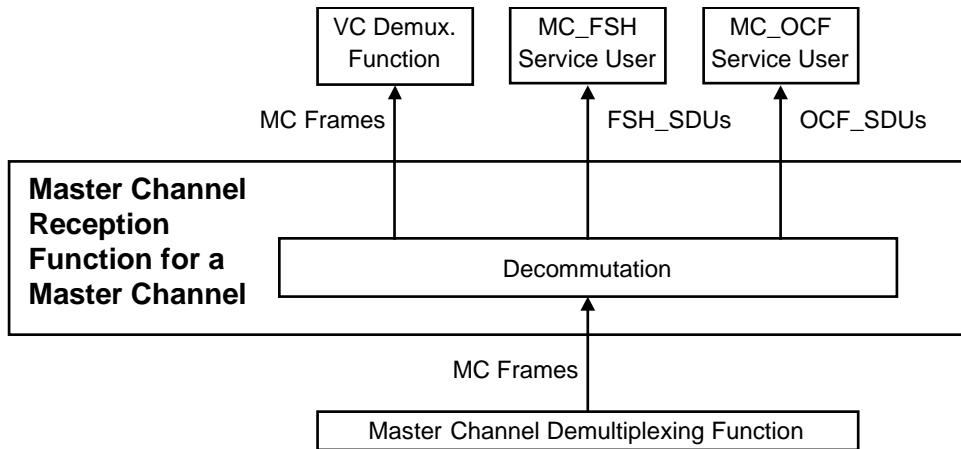 VC Demux.
Function
MC_FSH
Service User
MC_OCF
Service User
MC Frames
FSH_SDUs
OCF_SDUs
Master Channel
Reception
Function for a
Master Channel
Decommutation
MC Frames
Master Channel Demultiplexing Function